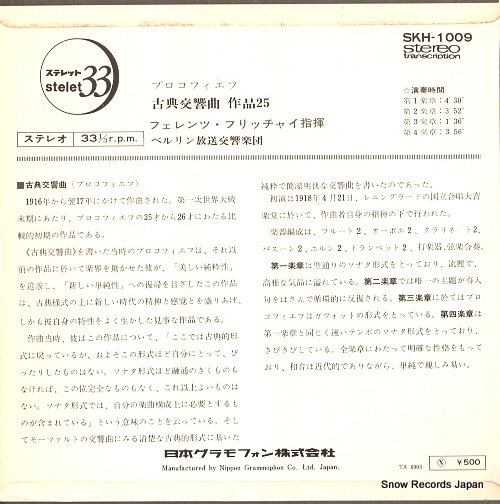 ステレット
stelet 33
SKH-1009
stereo
transcription
プロコフィエフ
古典交響曲 作品25
フェレンツ・フリッチャイ指揮
ベルリン放送交響楽団
ステレオ 33⅓r.p.m.
☆演奏時間
第1楽章：4′30″
第2楽章：3′52″
第3楽章：1′36″
第4楽章：3′56″
■古典交響曲（プロコフィエフ）
1916年から翌17年にかけて作曲された。第一次世界大戦
末期にあたり、プロコフィエフの25才から26才にわたる比
較的初期の作品である。
《古典交響曲》を書いた当時のプロコフィエフは、それ以
前の作品に於いて楽界を驚かせた彼が、「美しい純粋性」
を追求し、「新しい単純性」への復帰を目ざしたこの作品
は、古典様式の上に新しい時代の精神と感覚とを盛りあげ、
しかも彼自身の特性をよく生かした見事な作品である。
作曲当時、彼はこの作品について、「ここでは古典的形
式に戻っているが、およそこの形式ほど自分にとって、ぴ
ったりしたものはない。ソナタ形式ほど融通のきくものも
なければ、この位完全なものもなく、これ以上よいものは
ない。ソナタ形式では、自分の楽曲構成上に必要とするも
のが含まれている」という意味のことを云っている。そし
てモーツァルトの交響曲にみる清楚な古典的形式に基いた
純粋で簡潔明快な交響曲を書いたのであった。
初演は1918年4月21日、レニングラードの国立合唱大音
楽堂に於いて、作曲者自身の指揮の下で行われた。
楽器編成は、フルート2、オーボエ2、クラリネート2、
バスーン2、ホルン2、トランペット2、打楽器、弦楽合奏。
第一楽章は型通りのソナタ形式をとっており、流麗で、
高雅な気品に溢れている。第二楽章では唯一の主題が導入
句をはさんで循環的に反復される。第三楽章に於てはプロ
コフィエフはガヴォットの形式をとっている。第四楽章は
第一楽章と同じく速いテンポのソナタ形式をとっており、
きびきびしている。全楽章にわたって明確な性格をもって
おり、和音は近代的でありながら、単純で親しみ易い。
日本グラモフォン株式会社
Manufactured by Nippon Grammophon Co. Ltd, Japan.
TA 6903
¥500
Snow Records Japan